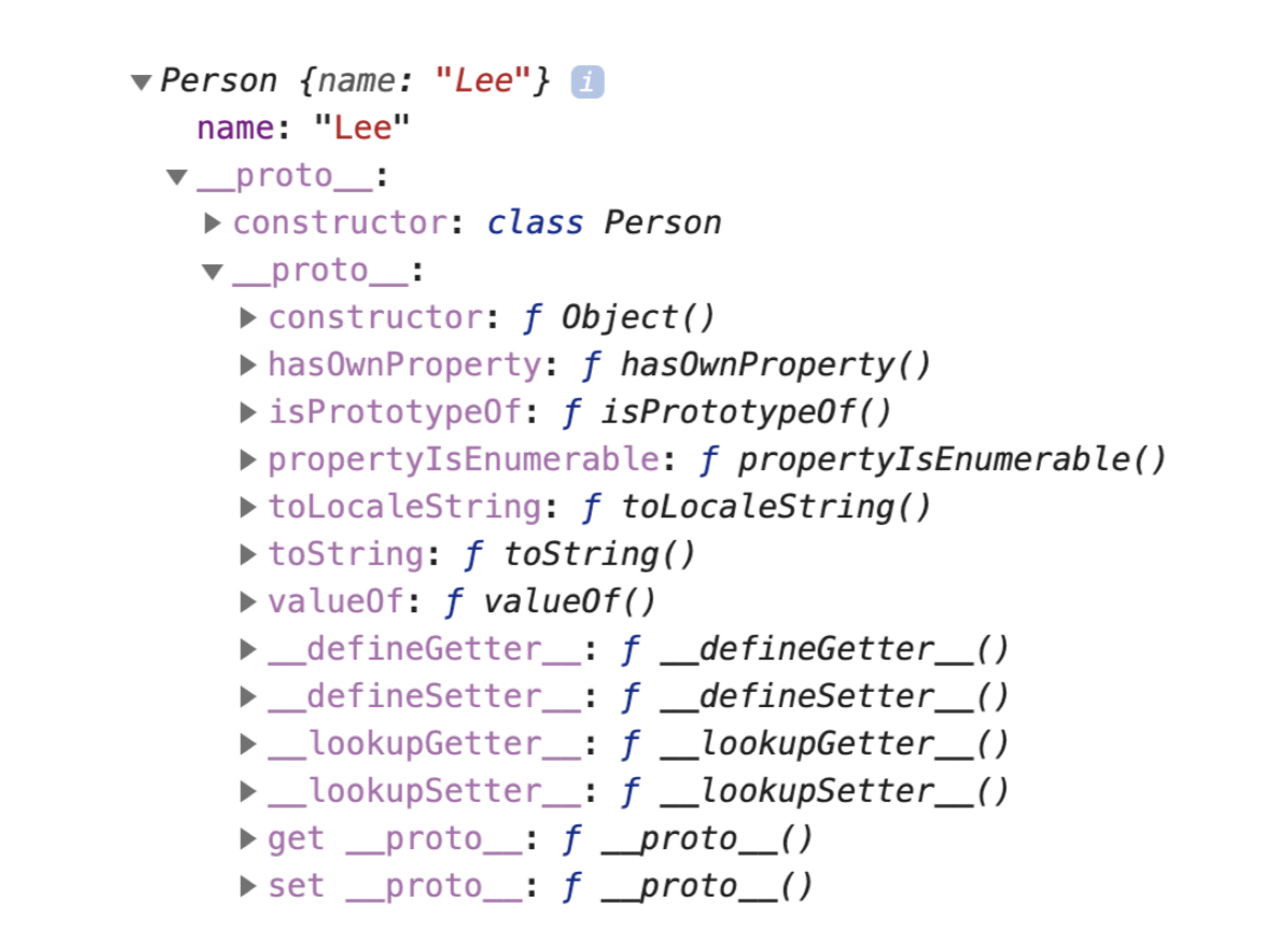 ▼Person {name: "Lee"} i
name: "Lee"
▼__proto__:
▶constructor: class Person
▼__proto__:
▶constructor: ƒ Object()
▶hasOwnProperty: ƒ hasOwnProperty()
▶isPrototypeOf: ƒ isPrototypeOf()
▶propertyIsEnumerable: ƒ propertyIsEnumerable()
▶toLocaleString: ƒ toLocaleString()
▶toString: ƒ toString()
▶valueOf: ƒ valueOf()
▶__defineGetter__: ƒ __defineGetter__()
▶__defineSetter__: ƒ __defineSetter__()
▶__lookupGetter__: ƒ __lookupGetter__()
▶__lookupSetter__: ƒ __lookupSetter__()
▶get __proto__: ƒ __proto__()
▶set __proto__: ƒ __proto__()